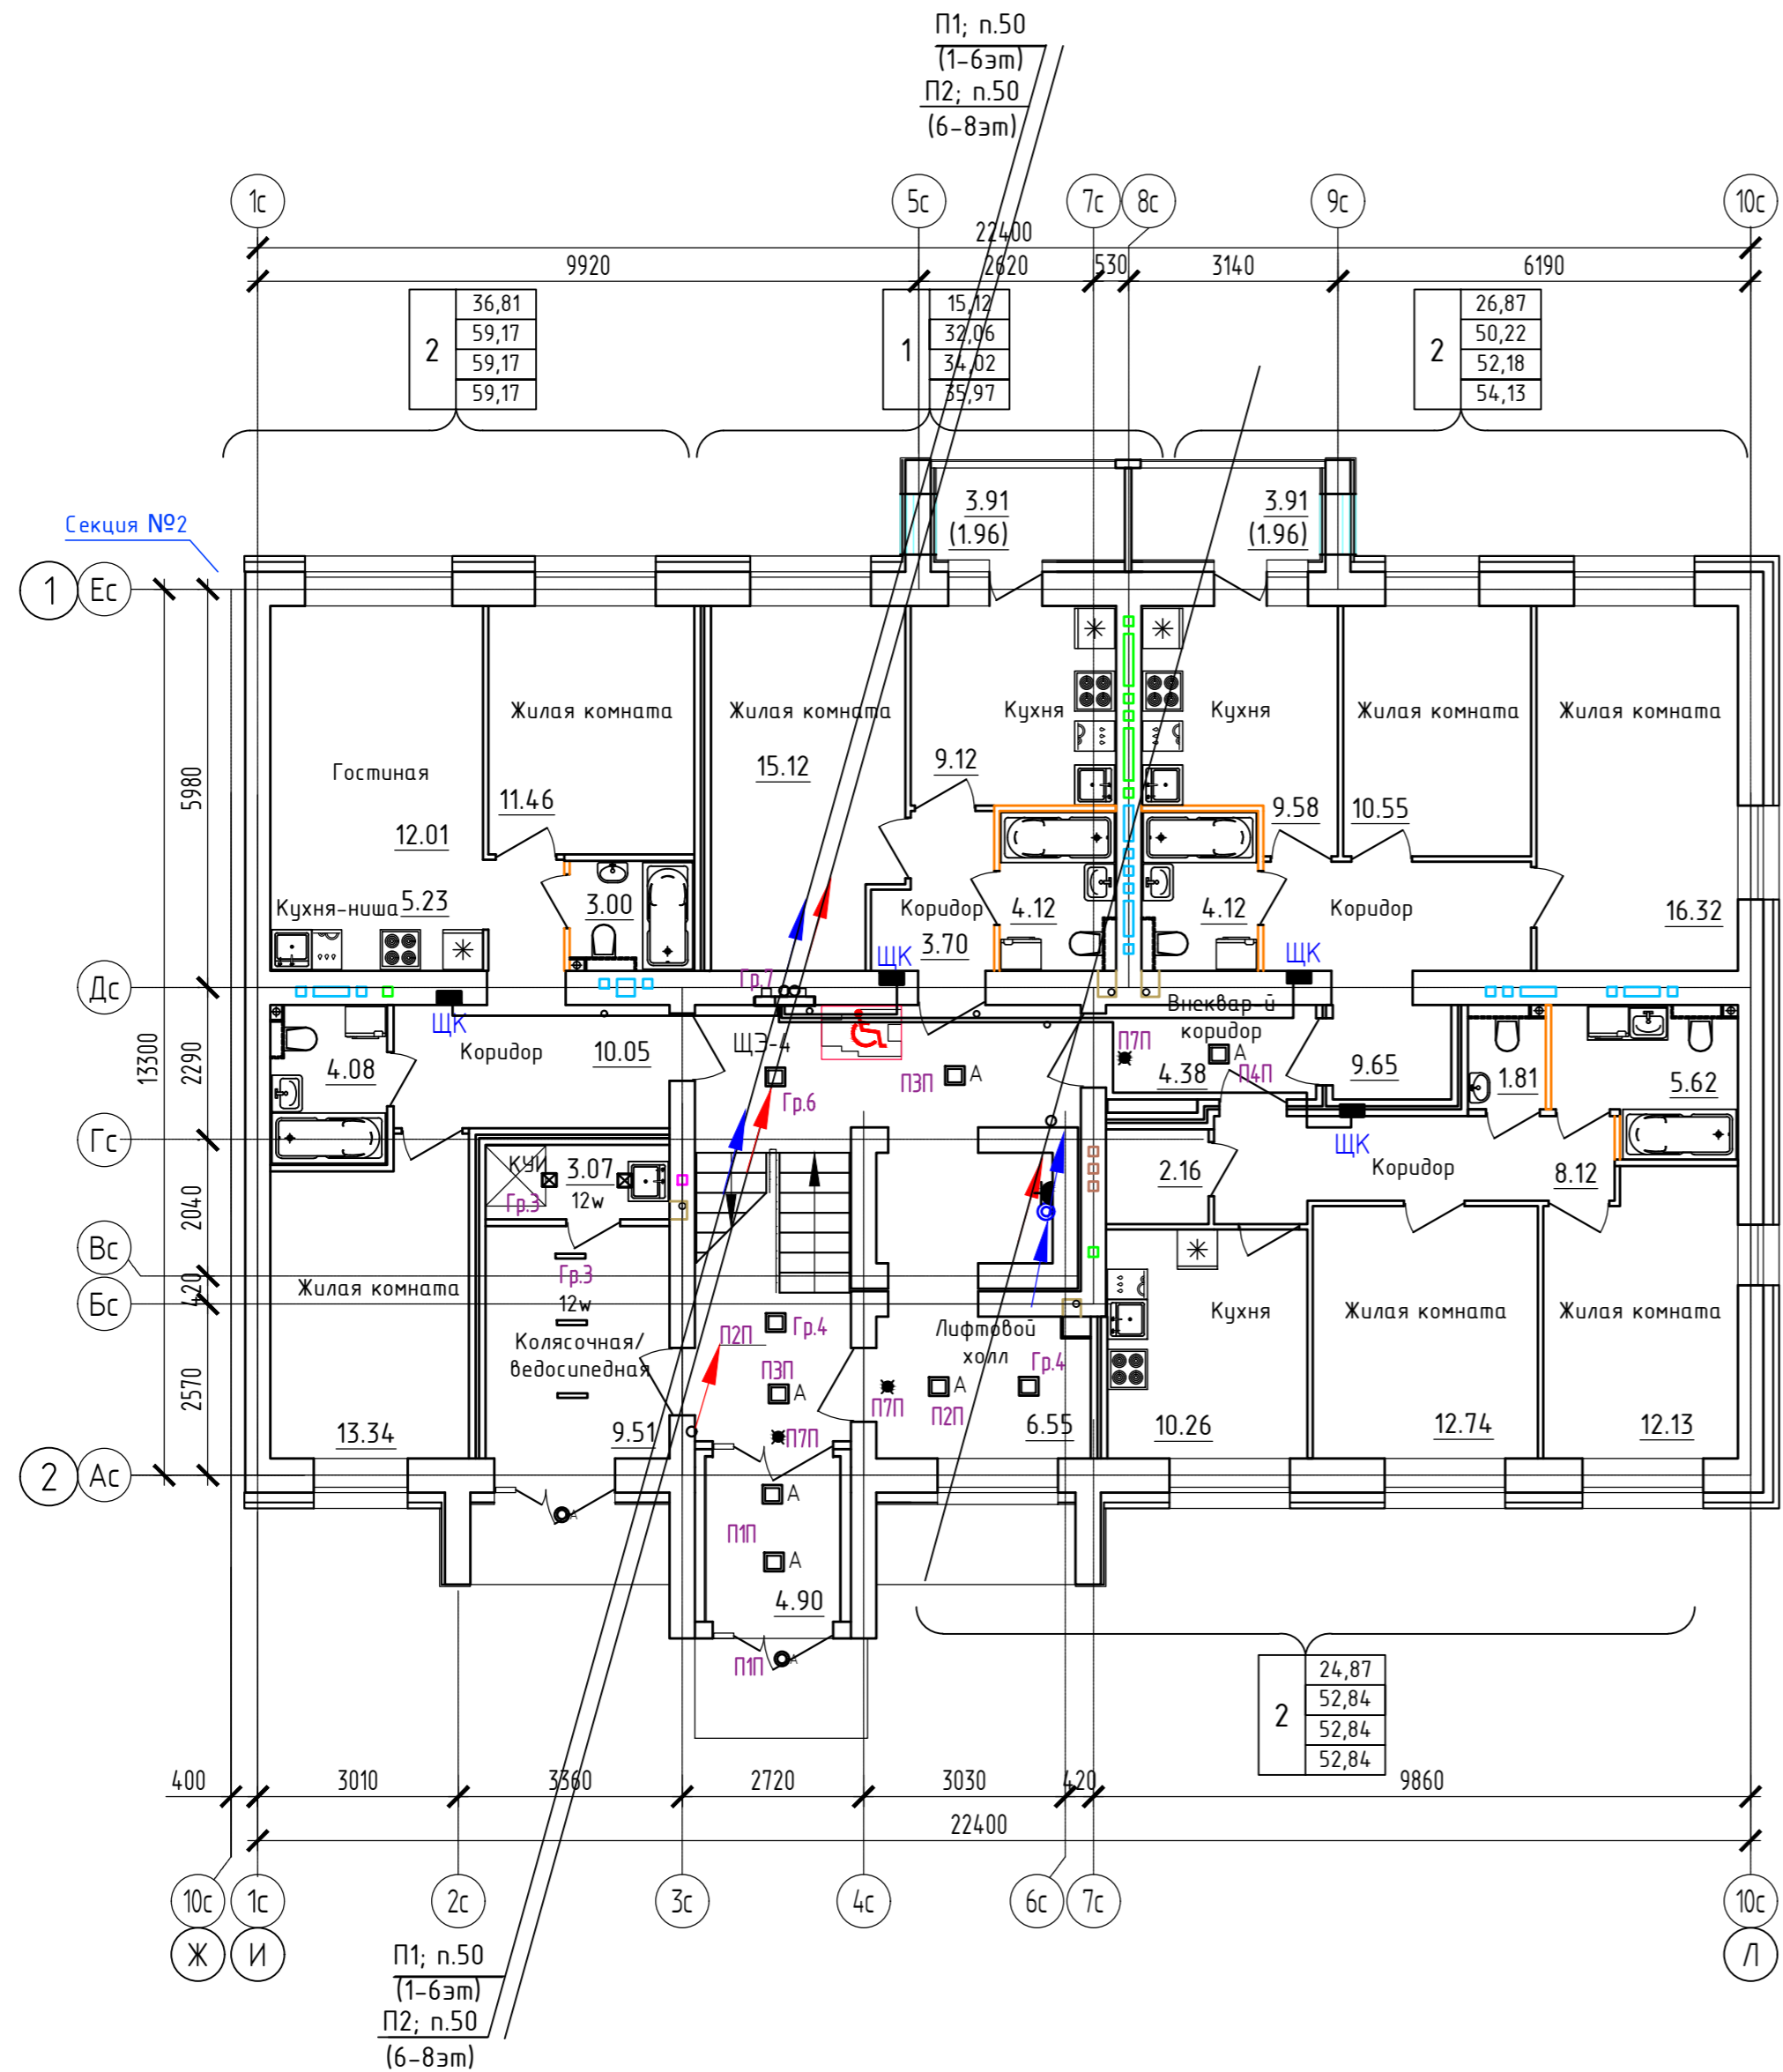 П1; п.50
(1-6эт)
П2; п.50
(6-8эт)
1с
5с
7с
8с
9с
10с
22400
9920
2620
530
3140
6190
2
36,81
59,17
59,17
59,17
1
15,12
32,06
34,02
35,97
2
26,87
50,22
52,18
54,13
3.91
(1.96)
3.91
(1.96)
Секция №2
1
Ес
Жилая комната
Жилая комната
Кухня
Кухня
Жилая комната
Жилая комната
Гостиная
15.12
9.12
5980
11.46
9.58
10.55
12.01
Кухня-ниша
5.23
3.00
Коридор
4.12
4.12
Коридор
16.32
3.70
ЩК
ЩК
Дс
Гр.7
ЩК
Внеквар-й
коридор
Коридор
10.05
ЩЭ-4
П7П
А
13300
2290
4.08
П3П
А
4.38
П4П
9.65
1.81
5.62
Гр.6
Гс
ЩК
КУИ
3.07
2.16
Коридор
8.12
Гр.3
12w
2040
Вс
Гр.3
420
Жилая комната
12w
Бс
Кухня
Жилая комната
Жилая комната
Колясочная/
ведосипедная
П2П
Гр.4
Лифтовой
холл
Гр.4
2570
П3П
А
А
П7П
П2П
13.34
9.51
П7П
6.55
10.26
12.74
12.13
2
Ас
А
А
П1П
А
4.90
П1П
А
2
24,87
52,84
52,84
52,84
400
3010
3360
2720
3030
420
9860
22400
10с
1с
2с
3с
4с
6с
7с
10с
Ж
И
Л
П1; п.50
(1-6эт)
П2; п.50
(6-8эт)